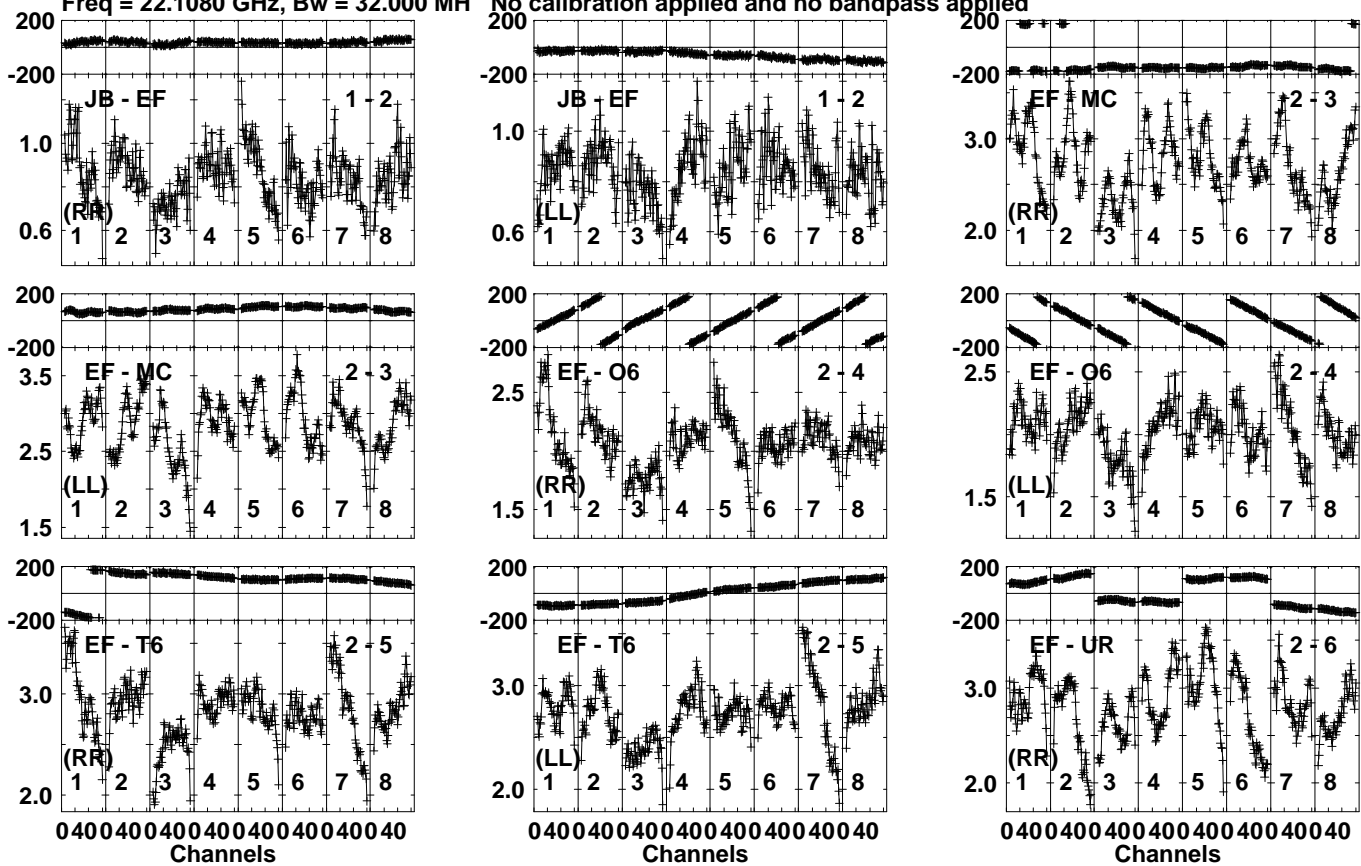 Freq = 22.1080 GHz, Bw = 32.000 MH No calibration applied and no bandpass applied
200
-200
JB - EF 1 - 2
1.0
0.6
(RR)
1 2 3 4 5 6 7 8
JB - EF 1 - 2
1.0
0.6
(LL)
1 2 3 4 5 6 7 8
200
-200
EF - MC 2 - 3
3.0
2.0
(RR)
1 2 3 4 5 6 7 8
200
-200
EF - MC 2 - 3
3.5
2.5
1.5
(LL)
1 2 3 4 5 6 7 8
EF - O6 2 - 4
2.5
1.5
(RR)
1 2 3 4 5 6 7 8
200
-200
EF - O6 2 - 4
2.5
1.5
(LL)
1 2 3 4 5 6 7 8
200
-200
EF - T6 2 - 5
3.0
2.0
(RR)
1 2 3 4 5 6 7 8
040040040040040040040 40
Channels
EF - T6 2 - 5
3.0
2.0
(LL)
1 2 3 4 5 6 7 8
040040040040040040040 40
Channels
200
-200
EF - UR 2 - 6
3.0
2.0
(RR)
1 2 3 4 5 6 7 8
040040040040040040040 40
Channels